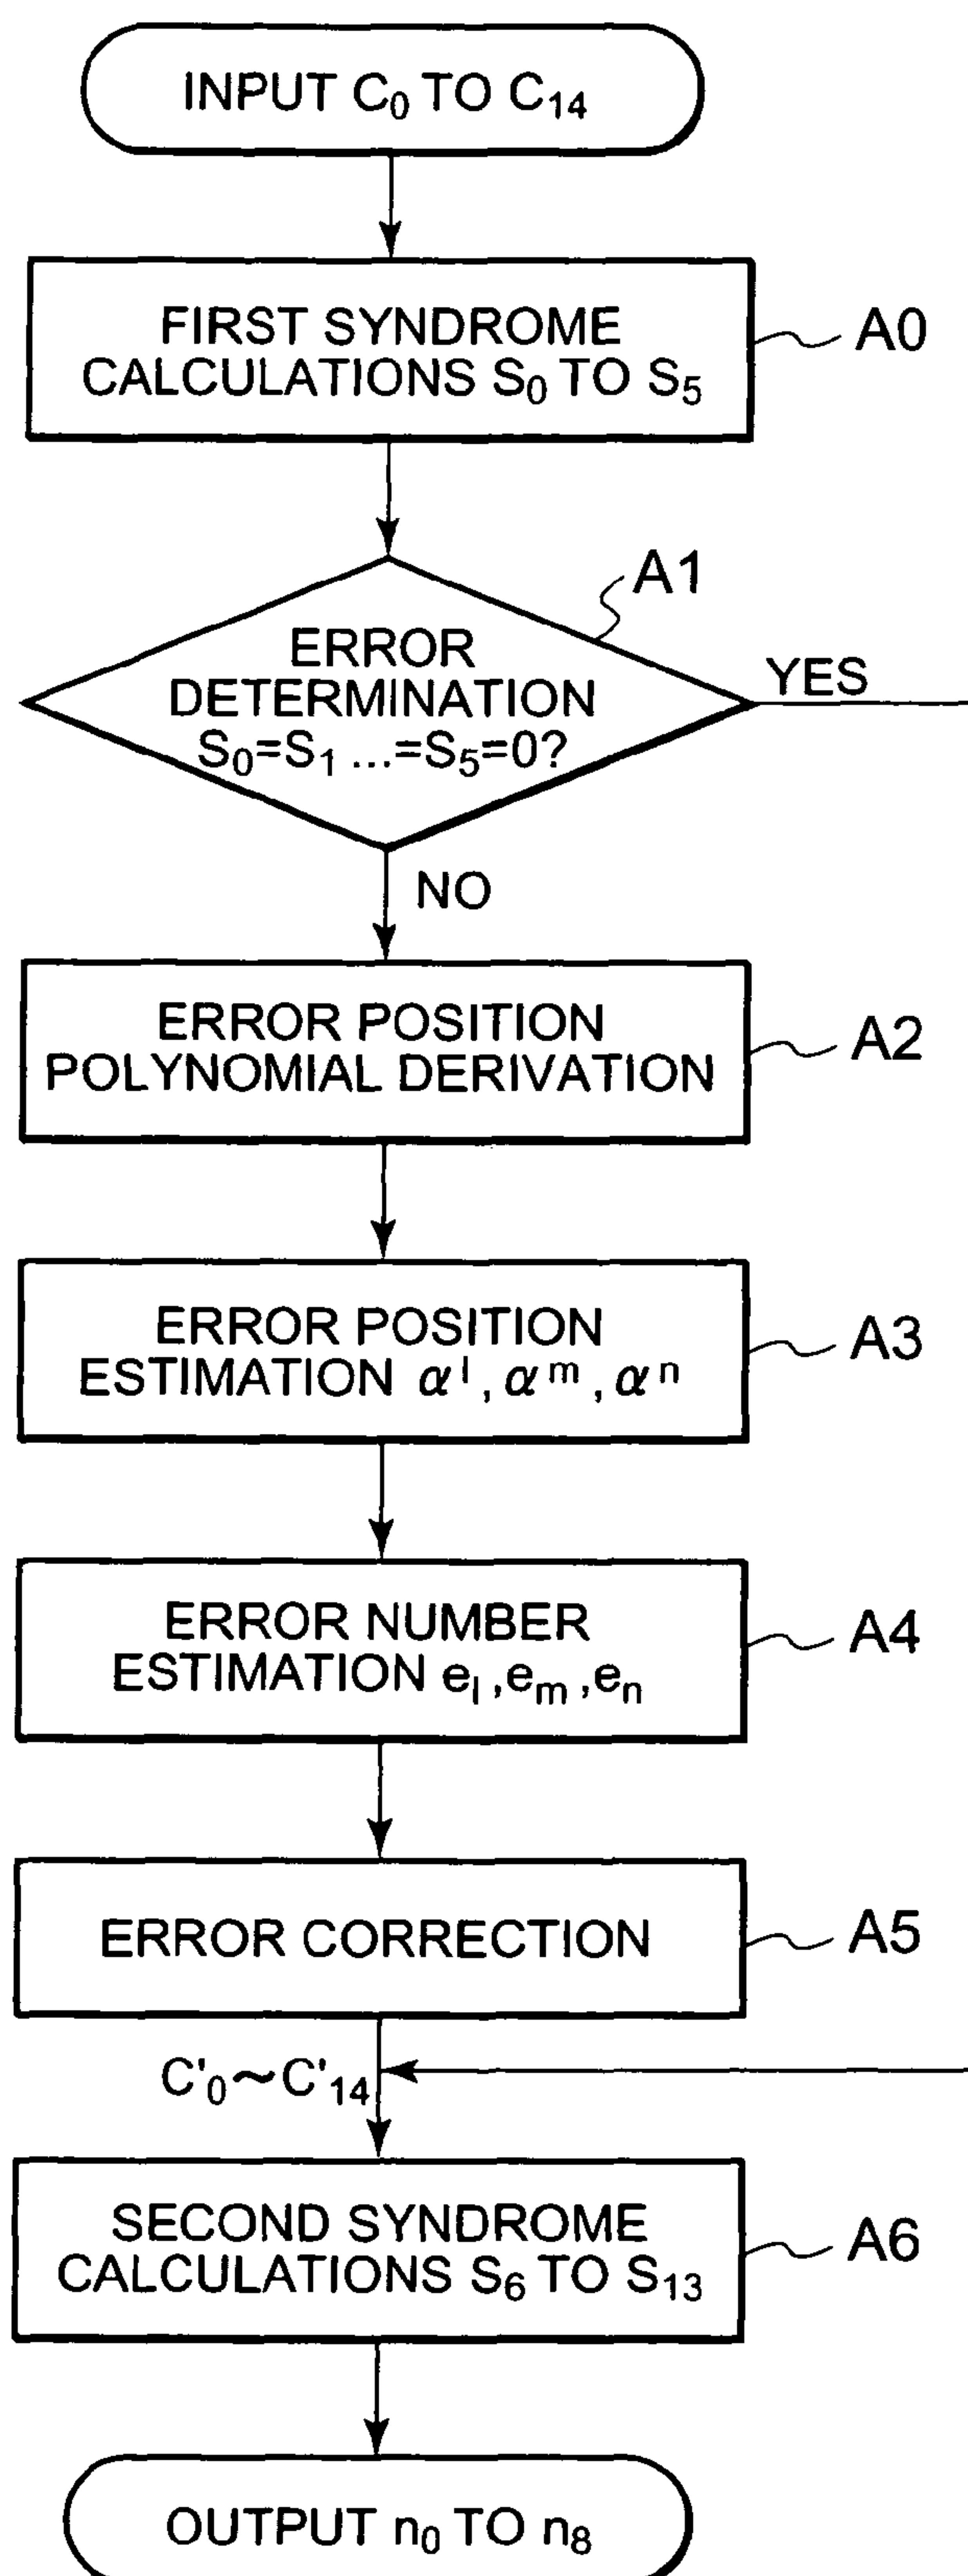 INPUT C₀ TO C₁₄
FIRST SYNDROME
CALCULATIONS S₀ TO S₅
A0
A1
ERROR
DETERMINATION
S₀=S₁ ...=S₅=0?
YES
NO
ERROR POSITION
POLYNOMIAL DERIVATION
A2
ERROR POSITION
ESTIMATION αˡ, αᵐ, αⁿ
A3
ERROR NUMBER
ESTIMATION eₗ ,eₘ ,eₙ
A4
ERROR CORRECTION
A5
C'₀~C'₁₄
SECOND SYNDROME
CALCULATIONS S₆ TO S₁₃
A6
OUTPUT n₀ TO n₈